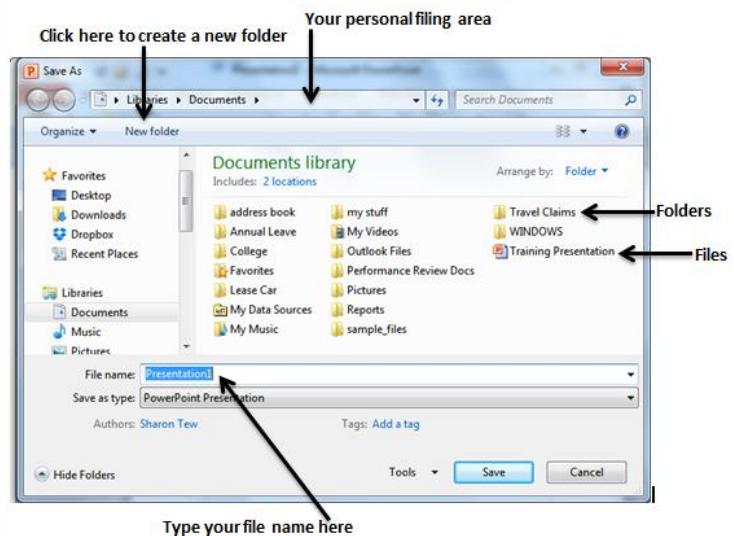 Your personal filing area
Click here to create a new folder
Save As
Libraries Documents
Search Documents
Organize New folder
Favorites
Desktop
Downloads
Dropbox
Recent Places
Libraries
Documents
Music
Pictures
Documents library
Includes: 2 locations
Arrange by: Folder
address book
Annual Leave
College
Favorites
Lease Car
My Data Sources
My Music
my stuff
My Videos
Outlook Files
Performance Review Docs
Pictures
Reports
sample_files
Travel Claims
WINDOWS
Training Presentation
Folders
Files
File name: Presentation1
Save as type: PowerPoint Presentation
Authors: Sharon Tew
Tags: Add a tag
Hide Folders
Tools Save Cancel
Type your file name here